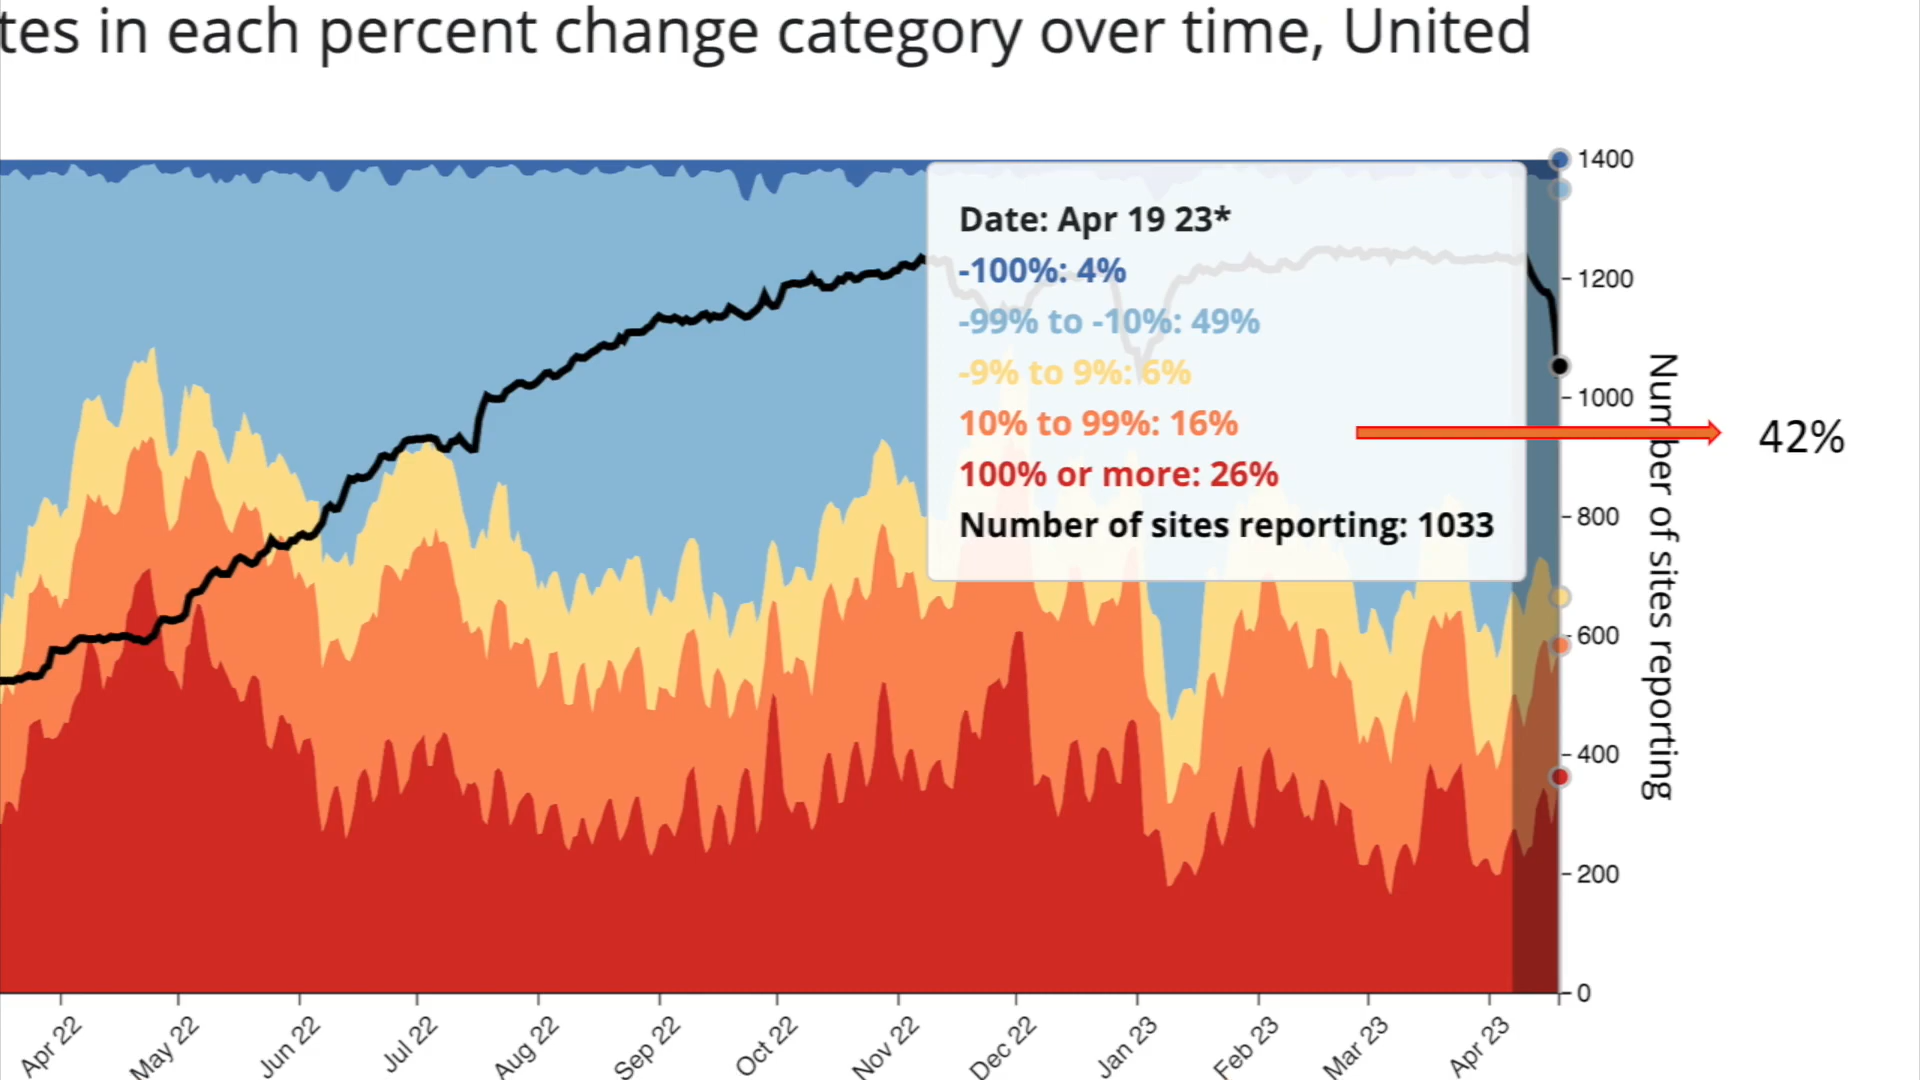 tes in each percent change category over time, United
Date: Apr 19 23*
-100%: 4%
-99% to -10%: 49%
-9% to 9%: 6%
10% to 99%: 16%
100% or more: 26%
Number of sites reporting: 1033
42%
1400
1200
1000
800
600
400
200
0
Number of sites reporting
Apr 22
May 22
Jun 22
Jul 22
Aug 22
Sep 22
Oct 22
Nov 22
Dec 22
Jan 23
Feb 23
Mar 23
Apr 23